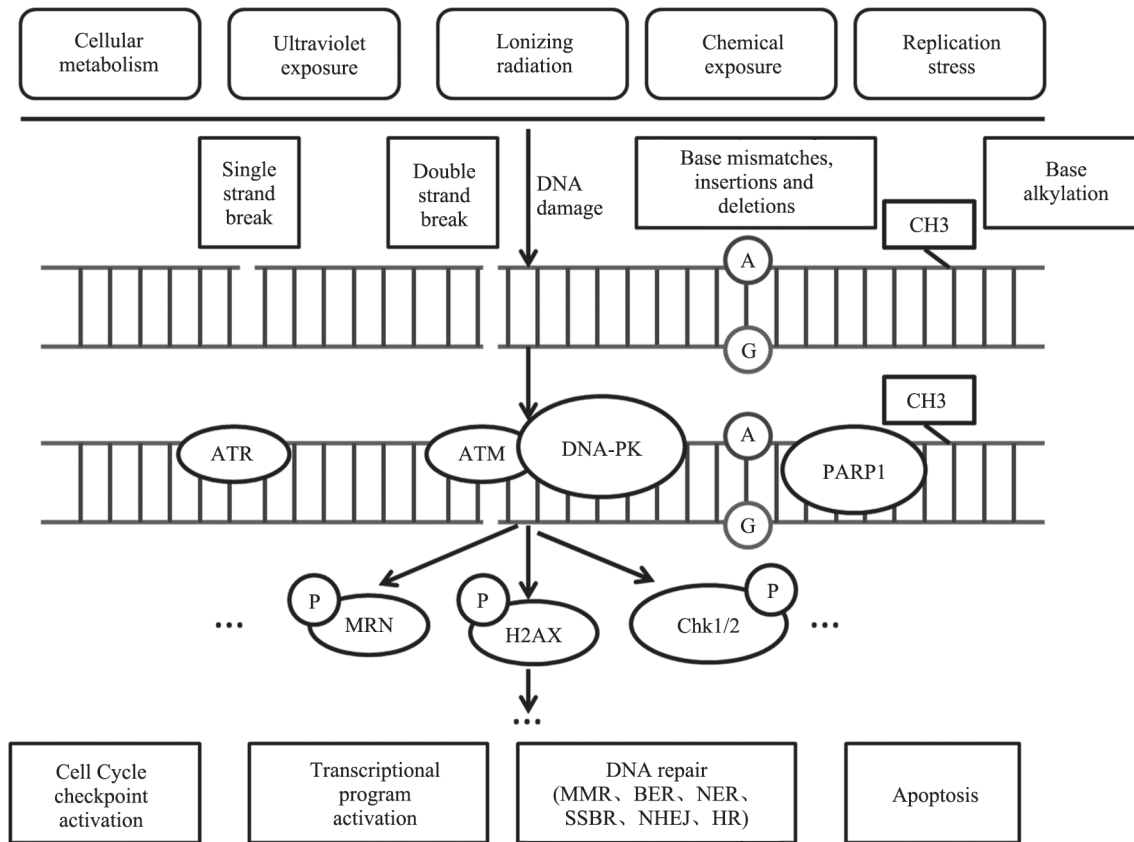 Cellular
metabolism
Ultraviolet
exposure
Lonizing
radiation
Chemical
exposure
Replication
stress
Single
strand
break
Double
strand
break
DNA
damage
Base mismatches,
insertions and
deletions
Base
alkylation
CH3
A
G
CH3
ATR
ATM
DNA-PK
A
PARP1
G
P
MRN
P
H2AX
P
Chk1/2
...
...
...
Cell Cycle
checkpoint
activation
Transcriptional
program
activation
DNA repair
(MMR、BER、NER、
SSBR、NHEJ、HR)
Apoptosis